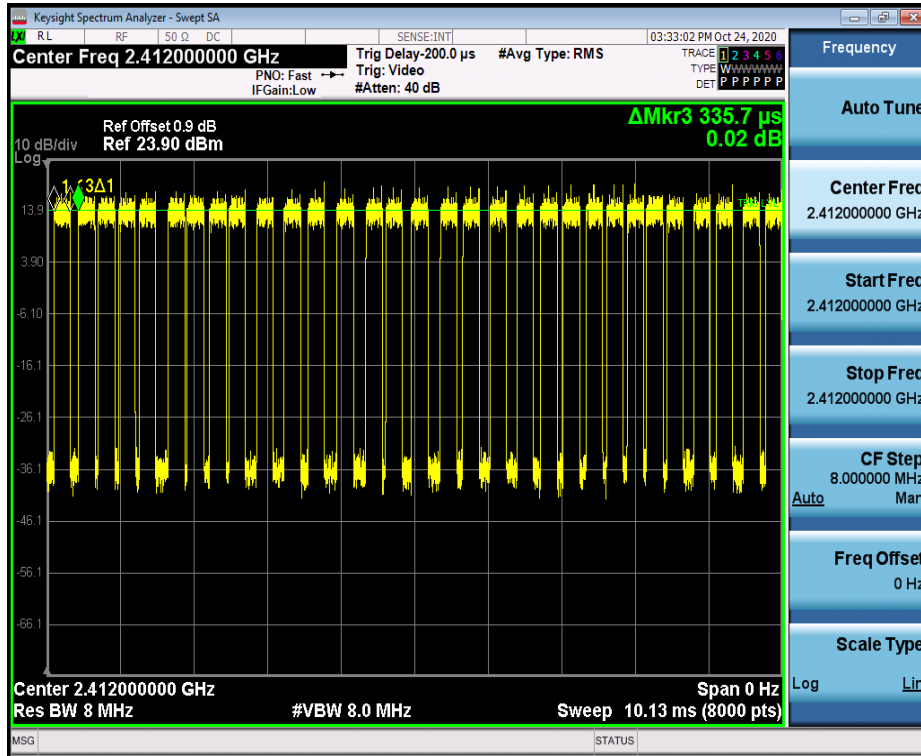 Keysight Spectrum Analyzer - Swept SA
LXI RL RF 50 Ω DC SENSE:INT 03:33:02 PM Oct 24, 2020
Center Freq 2.412000000 GHz
PNO: Fast
IFGain:Low
Trig Delay-200.0 µs
Trig: Video
#Atten: 40 dB
#Avg Type: RMS
TRACE 1 2 3 4 5 6
TYPE WWWWWW
DET P P P P P P
Frequency
Ref Offset 0.9 dB
10 dB/div Ref 23.90 dBm
Log
ΔMkr3 335.7 µs
0.02 dB
3Δ1
13.9
3.90
-6.10
-16.1
-26.1
-36.1
-46.1
-56.1
-66.1
Center 2.412000000 GHz Span 0 Hz
Res BW 8 MHz #VBW 8.0 MHz Sweep 10.13 ms (8000 pts)
MSG STATUS
Auto Tune
Center Freq
2.412000000 GHz
Start Freq
2.412000000 GHz
Stop Freq
2.412000000 GHz
CF Step
8.000000 MHz
Auto Man
Freq Offset
0 Hz
Scale Type
Log Lin